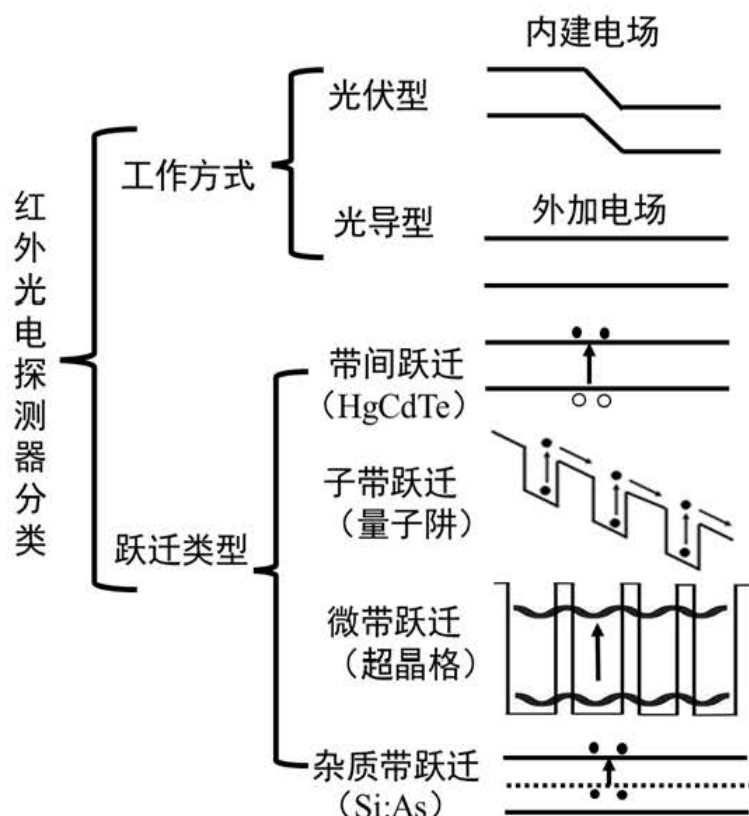 红外光电探测器分类
工作方式
光伏型
内建电场
光导型
外加电场
跃迁类型
带间跃迁
（HgCdTe）
子带跃迁
（量子阱）
微带跃迁
（超晶格）
杂质带跃迁
（Si:As）